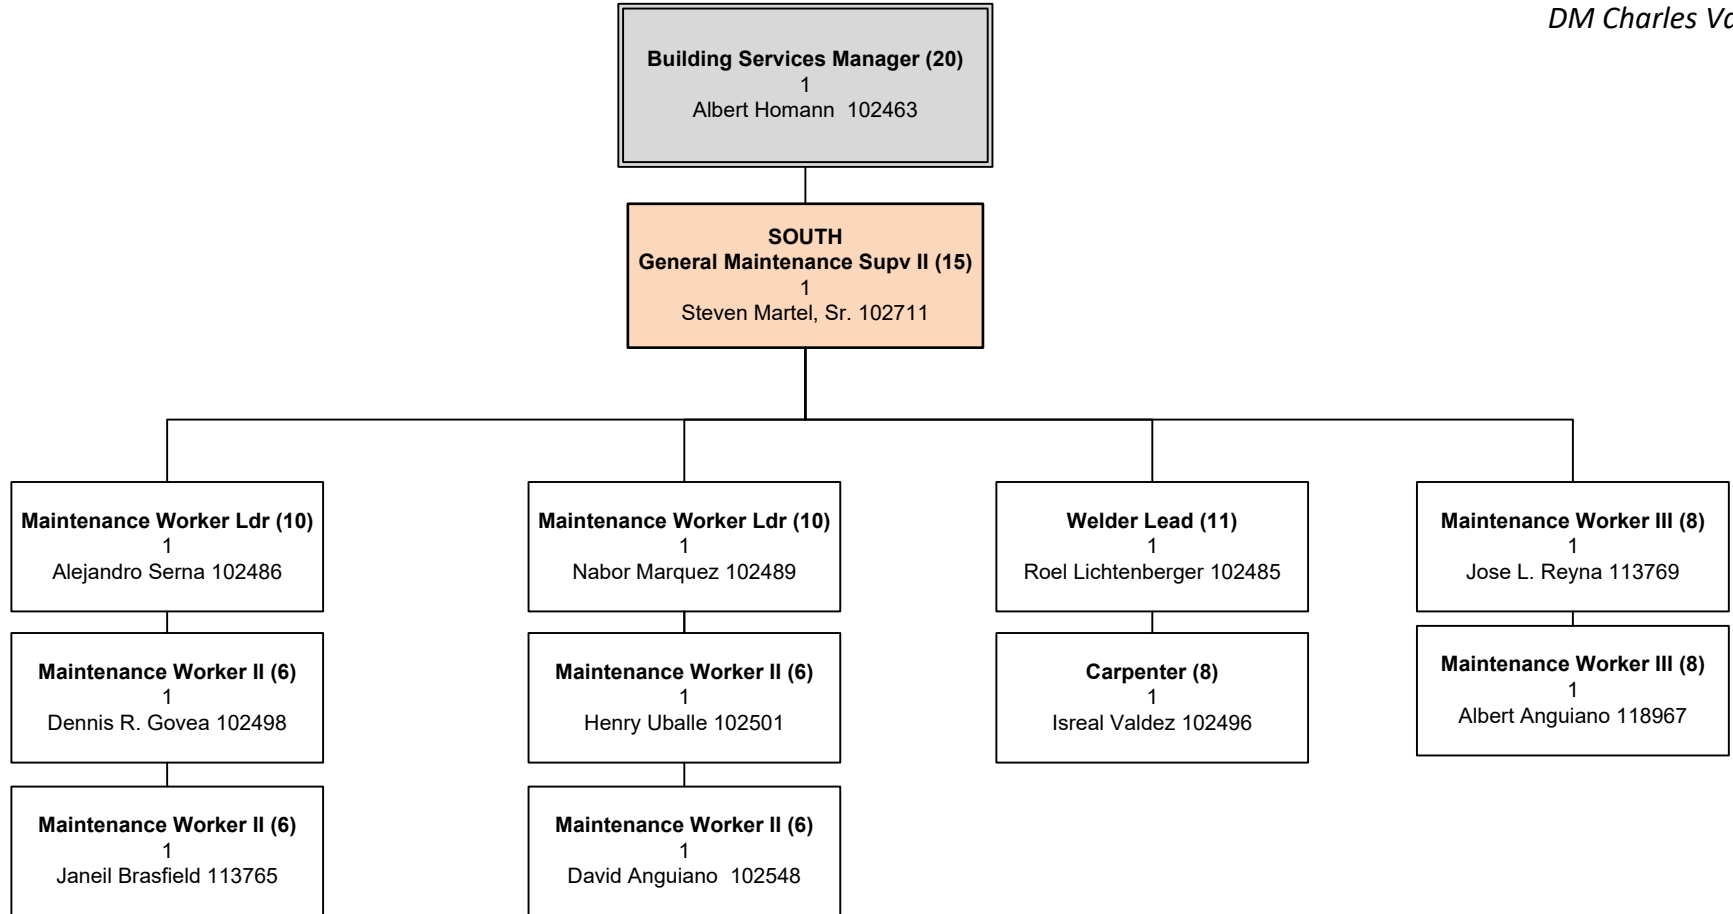 DM Charles
Building Services Manager (20)
1
Albert Homann  102463
SOUTH
General Maintenance Supv II (15)
1
Steven Martel, Sr. 102711
Maintenance Worker Ldr (10)
1
Alejandro Serna 102486
Maintenance Worker Ldr (10)
1
Nabor Marquez 102489
Welder Lead (11)
1
Roel Lichtenberger 102485
Maintenance Worker III (8)
1
Jose L. Reyna 113769
Maintenance Worker II (6)
1
Dennis R. Govea 102498
Maintenance Worker II (6)
1
Henry Uballe 102501
Carpenter (8)
1
Isreal Valdez 102496
Maintenance Worker III (8)
1
Albert Anguiano 118967
Maintenance Worker II (6)
1
Janeil Brasfield 113765
Maintenance Worker II (6)
1
David Anguiano  102548